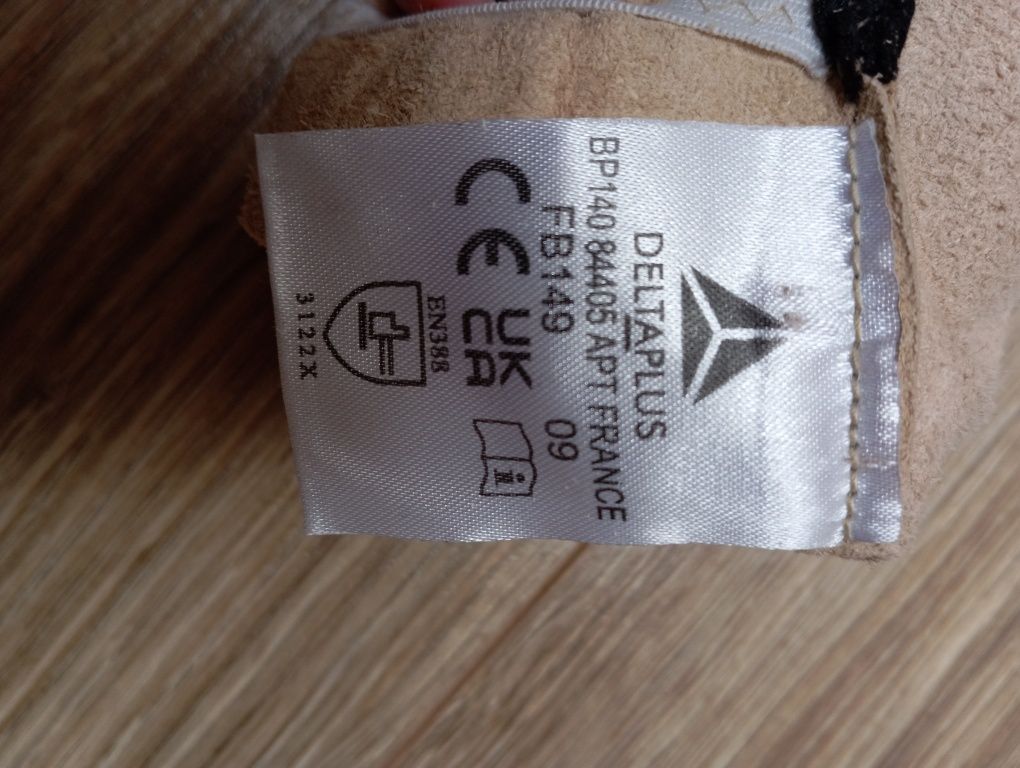 DELTAPLUS
BP140 84405 APT FRANCE
FB149 09
CE UK CA i
EN388
3122X